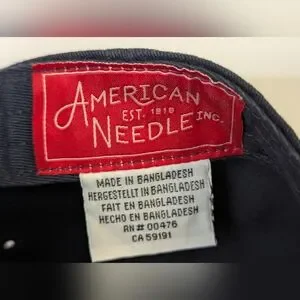 AMERICAN
EST. 1918
NEEDLE INC.
MADE IN BANGLADESH
HERGESTELLT IN BANGLADESH
FAIT EN BANGLADESH
HECHO EN BANGLADESH
RN# 00476
CA 59191